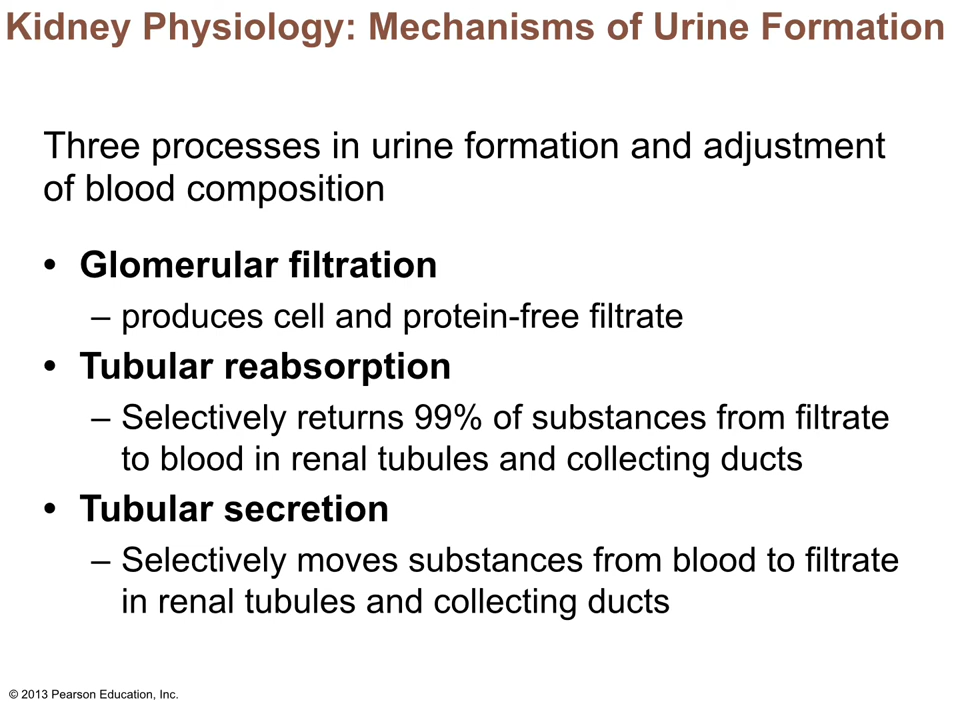 Kidney Physiology: Mechanisms of Urine Formation
Three processes in urine formation and adjustment
of blood composition
• Glomerular filtration
– produces cell and protein-free filtrate
• Tubular reabsorption
– Selectively returns 99% of substances from filtrate
to blood in renal tubules and collecting ducts
• Tubular secretion
– Selectively moves substances from blood to filtrate
in renal tubules and collecting ducts
© 2013 Pearson Education, Inc.